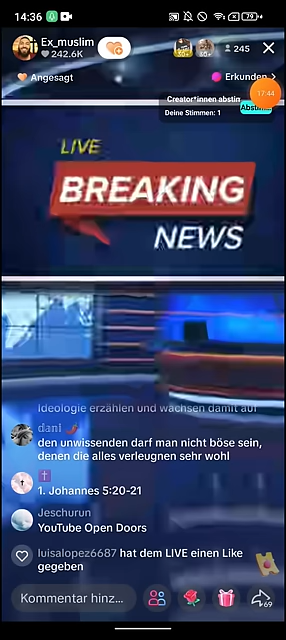 14:36
79
Ex_muslim
242.6K
50+
50+
245
Angesagt
Erkunden
17:44
Creator*innen abstim
Deine Stimmen: 1
LIVE
BREAKING
NEWS
Ideologie erzählen und wachsen damit auf
dani
den unwissenden darf man nicht böse sein,
denen die alles verleugnen sehr wohl
1. Johannes 5:20-21
Jeschurun
YouTube Open Doors
luisalopez6687 hat dem LIVE einen Like
gegeben
Kommentar hinz...
69